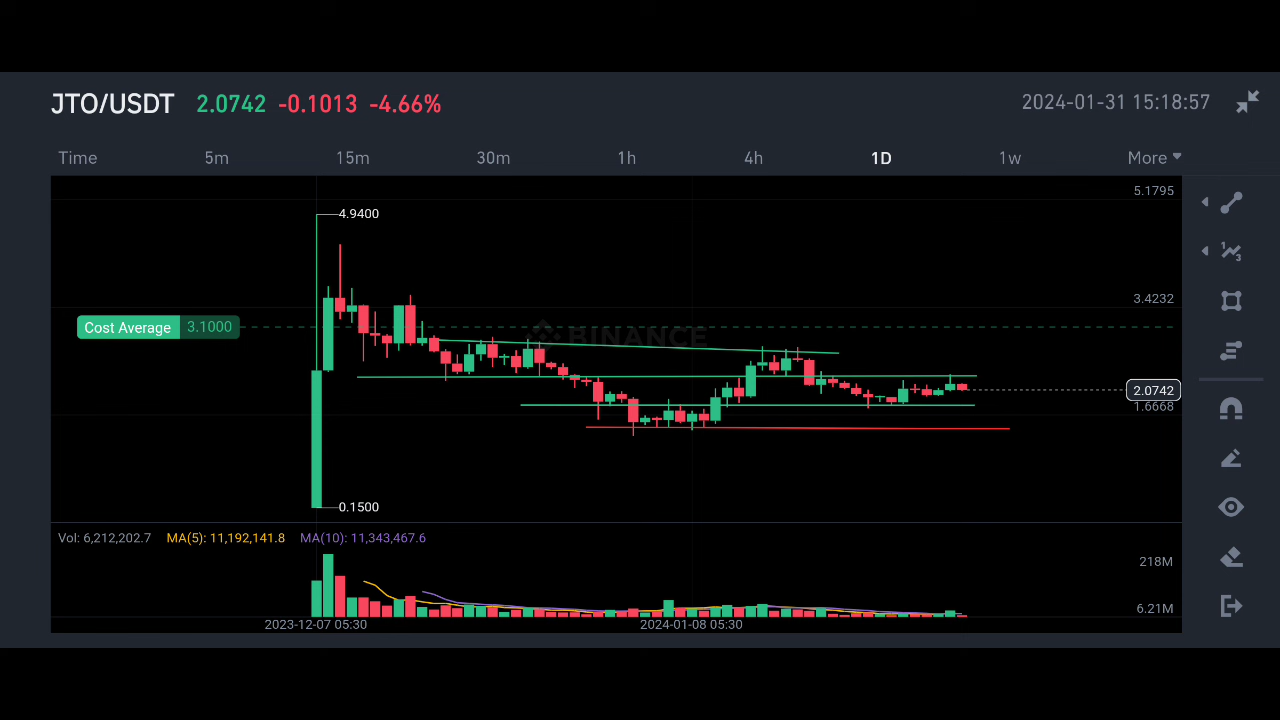 JTO/USDT 2.0742 -0.1013 -4.66% 2024-01-31 15:18:57
Time 5m 15m 30m 1h 4h 1D 1w More
5.1795
4.9400
3.4232
Cost Average 3.1000
BINANCE
2.0742
1.6668
0.1500
Vol: 6,212,202.7 MA(5): 11,192,141.8 MA(10): 11,343,467.6
218M
6.21M
2023-12-07 05:30 2024-01-08 05:30